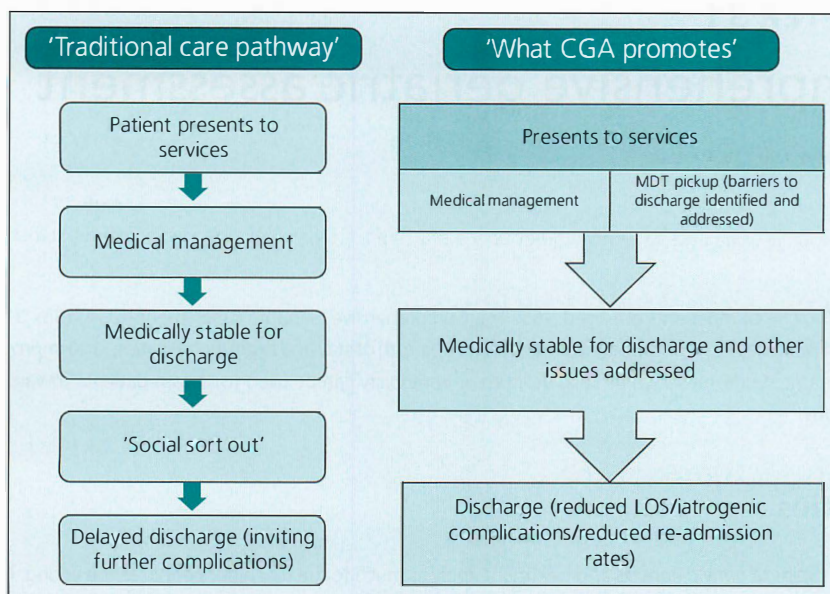 'Traditional care pathway'
Patient presents to
services
Medical management
Medically stable for
discharge
'Social sort out'
Delayed discharge (inviting
further complications)
'What CGA promotes'
Presents to services
Medical management
MDT pickup (barriers to
discharge identified and
addressed)
Medically stable for discharge and other
issues addressed
Discharge (reduced LOS/iatrogenic
complications/reduced re-admission
rates)